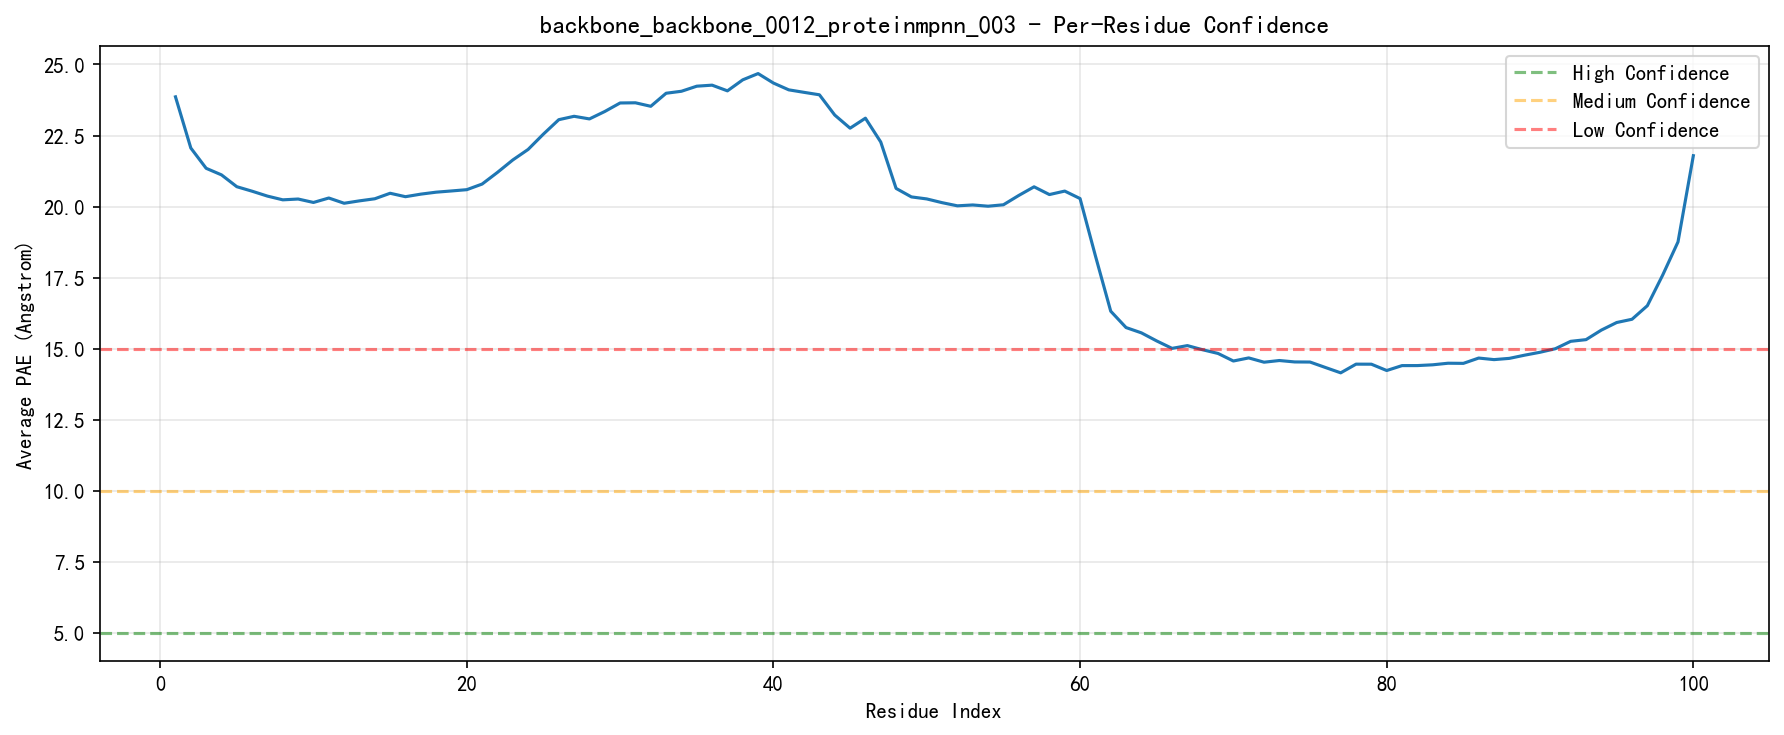 backbone_backbone_0012_proteinmpnn_003 - Per-Residue Confidence
25.0
22.5
20.0
17.5
15.0
12.5
10.0
7.5
5.0
Average PAE (Angstrom)
High Confidence
Medium Confidence
Low Confidence
0 20 40 60 80 100
Residue Index